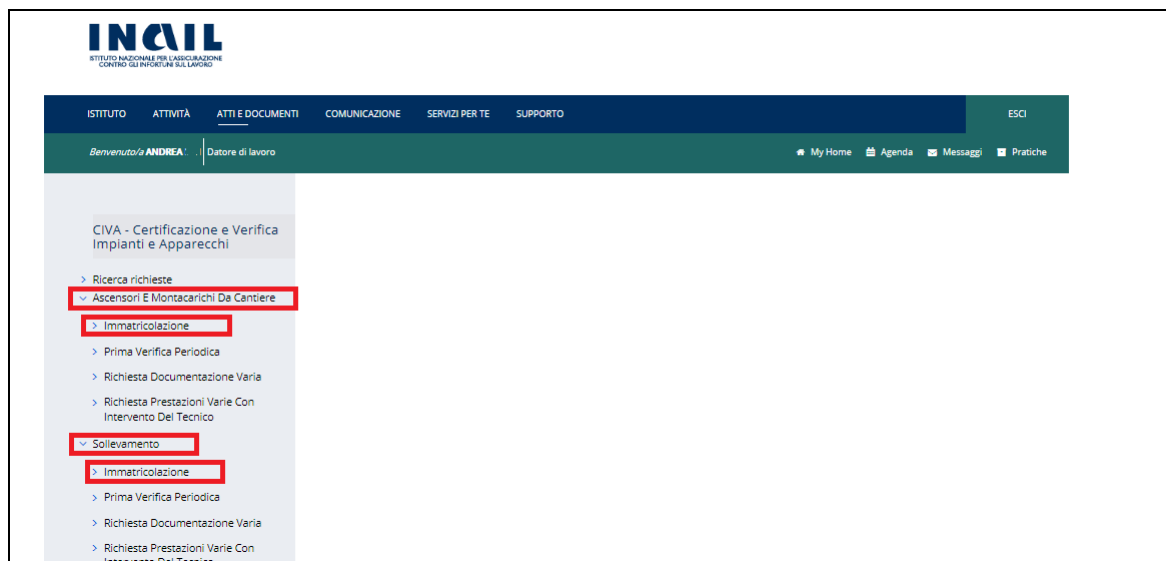 INAIL
ISTITUTO NAZIONALE PER L'ASSICURAZIONE
CONTRO GLI INFORTUNI SUL LAVORO
ISTITUTO ATTIVITÀ ATTI E DOCUMENTI COMUNICAZIONE SERVIZI PER TE SUPPORTO ESCI
Benvenuto/a ANDREA Datore di lavoro My Home Agenda Messaggi Pratiche
CIVA - Certificazione e Verifica
Impianti e Apparecchi
Ricerca richieste
Ascensori E Montacarichi Da Cantiere
Immatricolazione
Prima Verifica Periodica
Richiesta Documentazione Varia
Richiesta Prestazioni Varie Con
Intervento Del Tecnico
Sollevamento
Immatricolazione
Prima Verifica Periodica
Richiesta Documentazione Varia
Richiesta Prestazioni Varie Con